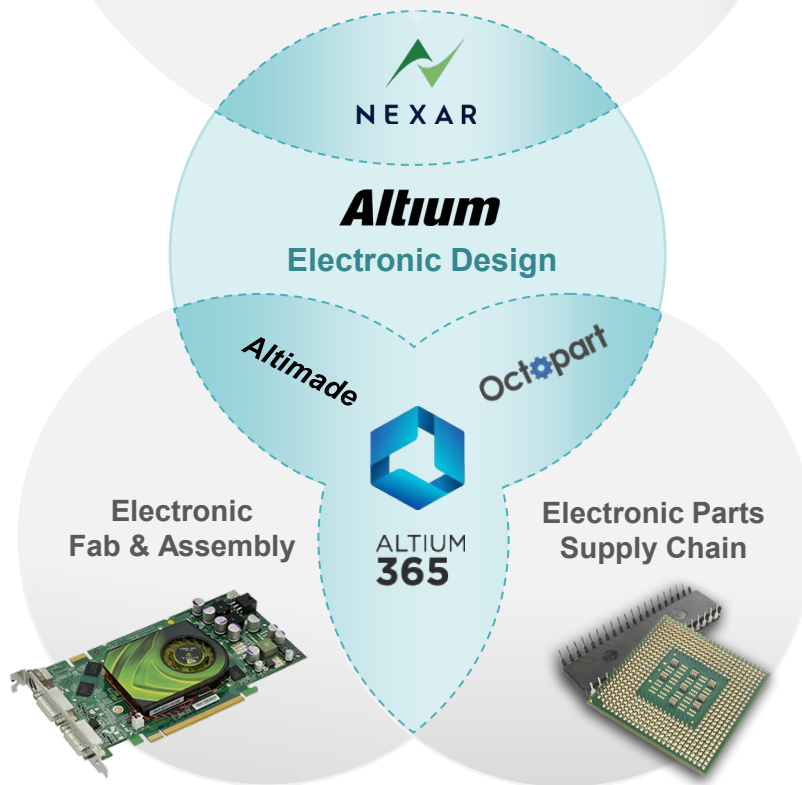 NEXAR
Altium
Electronic Design
Altimade
Octopart
ALTIUM
365
Electronic
Fab & Assembly
Electronic Parts
Supply Chain